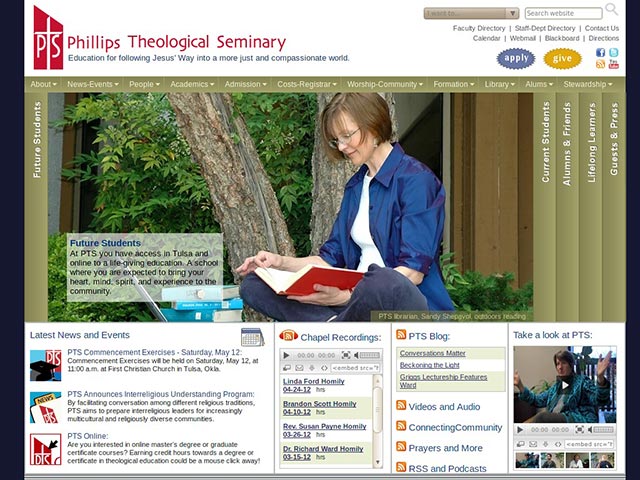 I want to...
Search website
Faculty Directory | Staff-Dept Directory | Contact Us
Calendar | Webmail | Blackboard | Directions
pts
Phillips Theological Seminary
Education for following Jesus' Way into a more just and compassionate world.
apply
give
You
Tube
About
News-Events
People
Academics
Admission
Costs-Registrar
Worship-Community
Formation
Library
Alums
Stewardship
Future Students
Current Students
Alumns & Friends
Lifelong Learners
Guests & Press
Future Students
At PTS you have access in Tulsa and
online to a life-giving education. A school
where you are expected to bring your
heart, mind, spirit, and experience to the
community.
PTS librarian, Sandy Shapoval, outdoors reading
Latest News and Events
PTS Commencement Exercises - Saturday, May 12:
Commencement Exercises will be held on Saturday, May 12, at
11:00 a.m. at First Christian Church in Tulsa, Okla.
NEWS
PTS Announces Interreligious Understanding Program:
By facilitation conversation among different religious traditions,
PTS aims to prepare interreligious leaders for increasingly
multicultural and religiously diverse communities.
pts
PTS Online:
Are you interested in online master's degree or graduate
certificate courses? Earning credit hours towards a degree or
certificate in theological education could be a mouse click away!
Chapel Recordings:
00:00 00:00
<embed src="h
Linda Ford Homily
04-24-12 hrs
Brandon Scott Homily
04-10-12 hrs
Rev. Susan Payne Homily
03-26-12 hrs
Dr. Richard Ward Homily
03-15-12 hrs
PTS Blog:
Conversations Matter
Beckoning the Light
Griggs Lectureship Features
Ward
Videos and Audio
ConnectingCommunity
Prayers and More
RSS and Podcasts
Take a look at PTS:
00:00 00:00
<embed src="h